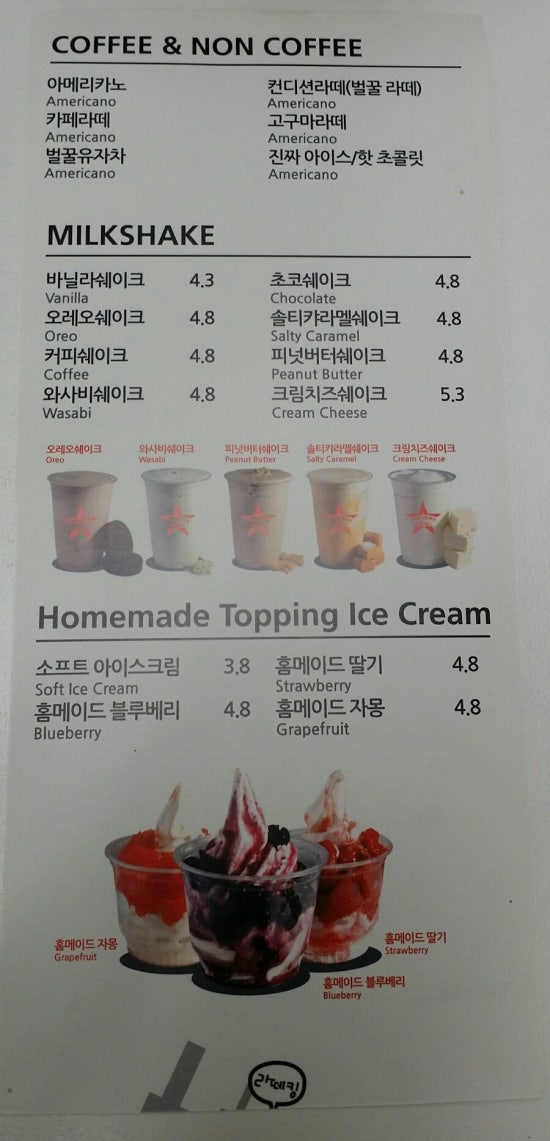 COFFEE & NON COFFEE
아메리카노 컨디션라떼(벌꿀 라떼)
Americano Americano
카페라떼 고구마라떼
Americano Americano
벌꿀유자차 진짜 아이스/핫 초콜릿
Americano Americano
MILKSHAKE
바닐라쉐이크 4.3 초코쉐이크 4.8
Vanilla Chocolate
오레오쉐이크 4.8 솔티캬라멜쉐이크 4.8
Oreo Salty Caramel
커피쉐이크 4.8 피넛버터쉐이크 4.8
Coffee Peanut Butter
와사비쉐이크 4.8 크림치즈쉐이크 5.3
Wasabi Cream Cheese
오레오쉐이크 와사비쉐이크 피넛버터쉐이크 솔티카라멜쉐이크 크림치즈쉐이크
Oreo Wasabi Peanut Butter Salty Caramel Cream Cheese
Homemade Topping Ice Cream
소프트 아이스크림 3.8 홈메이드 딸기 4.8
Soft Ice Cream Strawberry
홈메이드 블루베리 4.8 홈메이드 자몽 4.8
Blueberry Grapefruit
홈메이드 자몽 홈메이드 딸기
Grapefruit Strawberry
홈메이드 블루베리
Blueberry
라떼킹